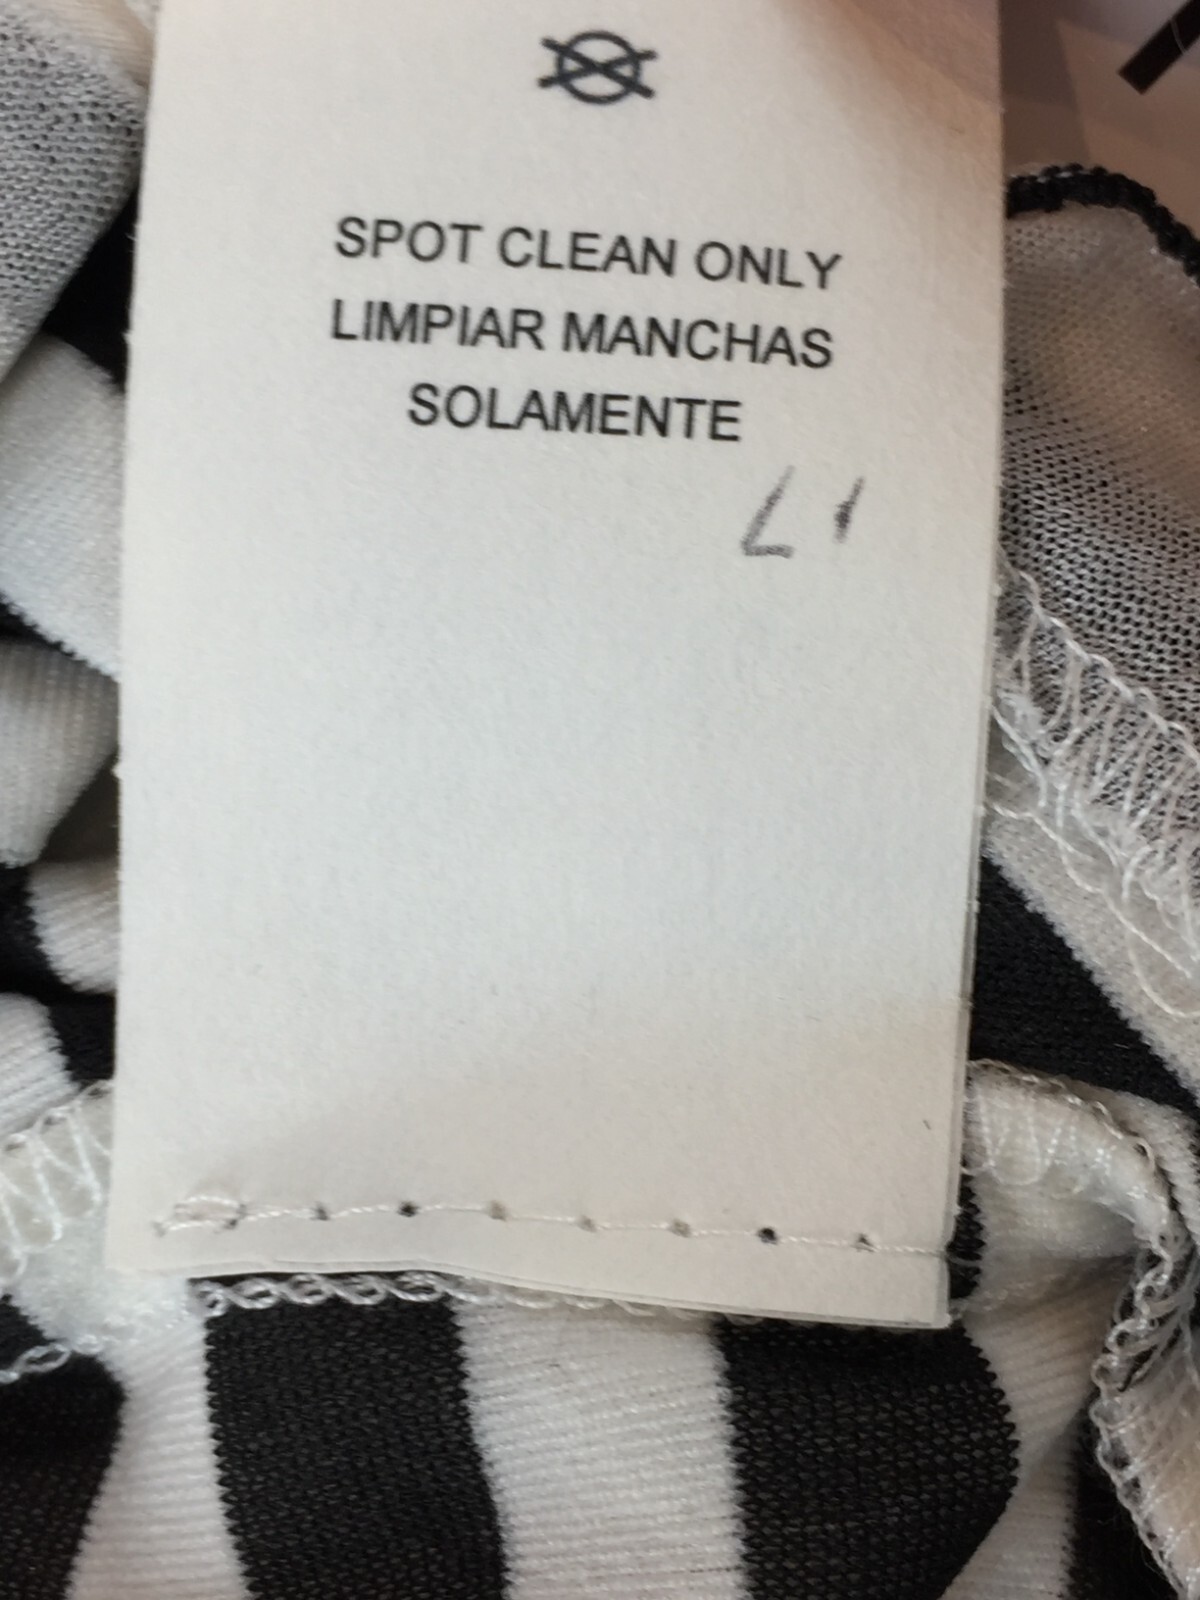 SPOT CLEAN ONLY
LIMPIAR MANCHAS
SOLAMENTE